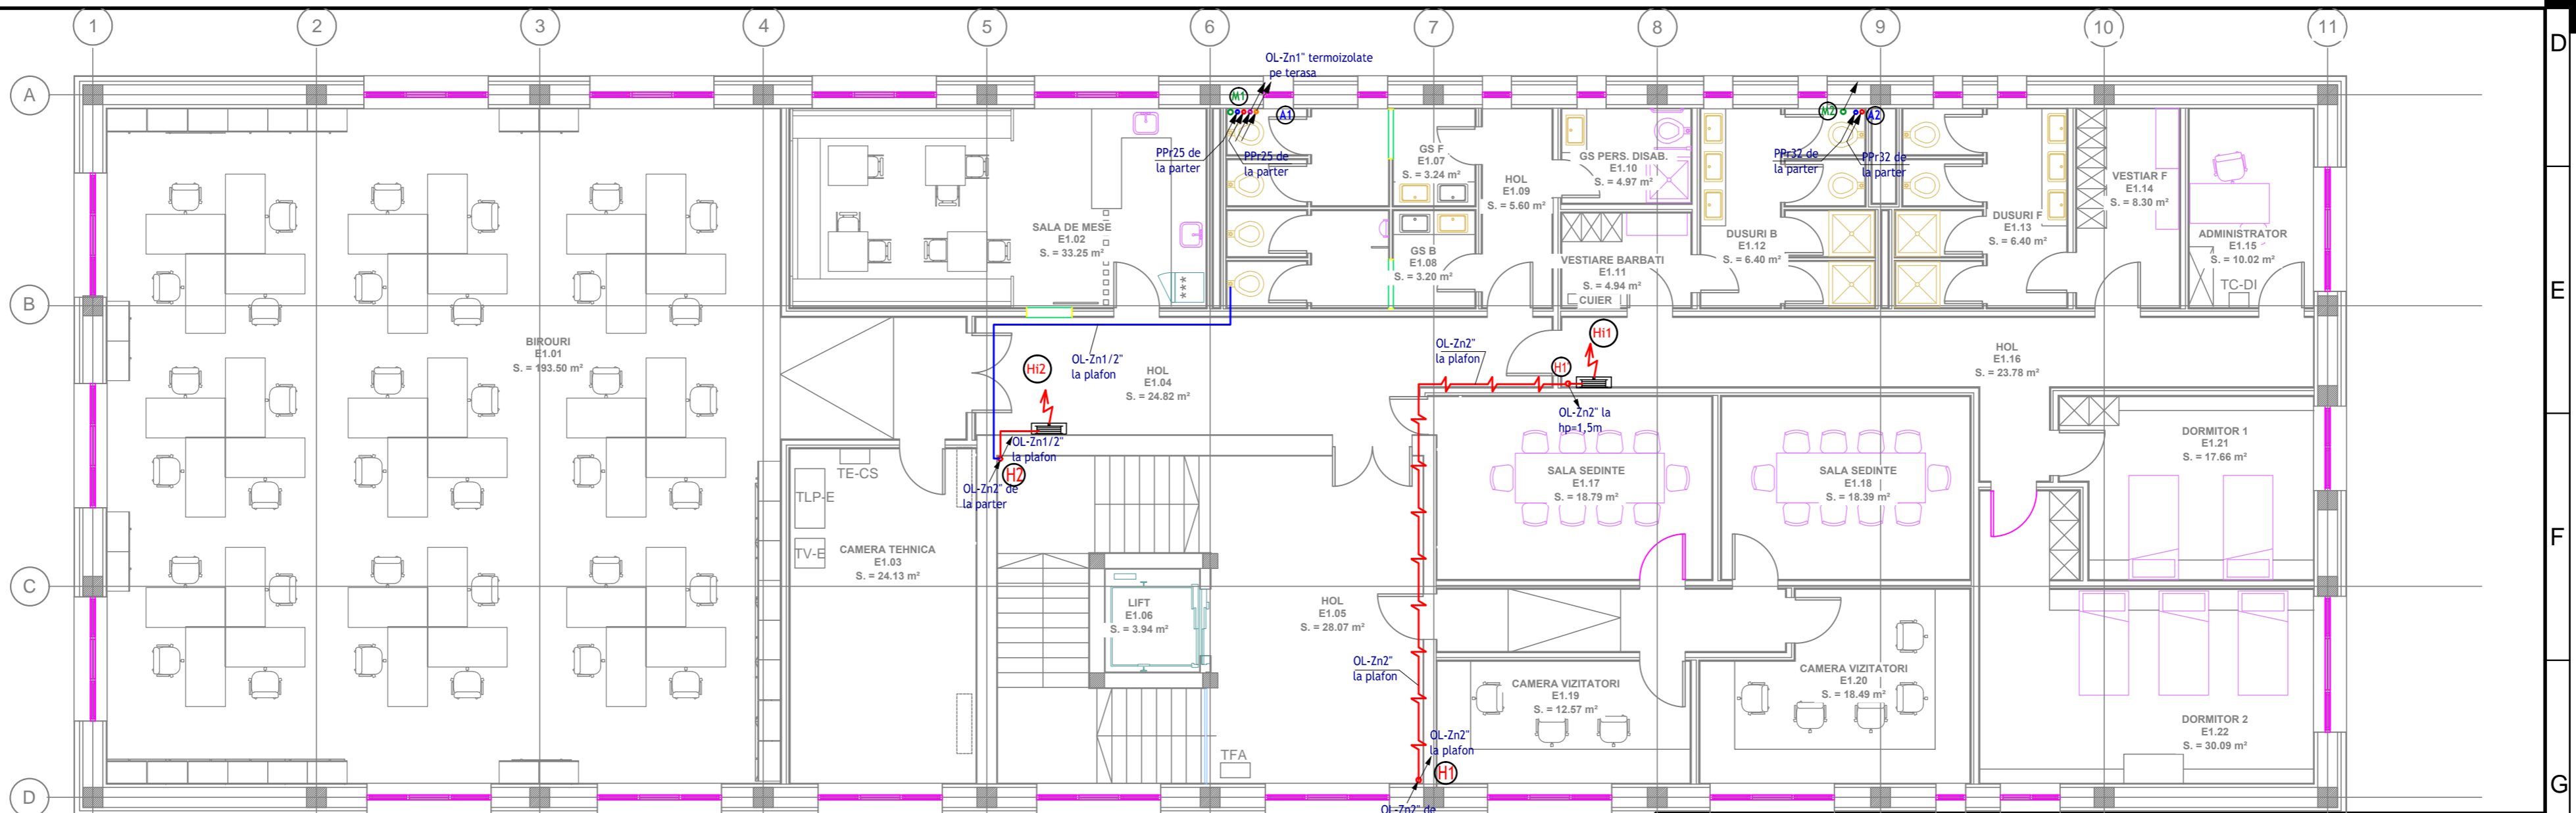 1
2
3
4
5
6
7
8
9
10
11
D
E
F
G
A
B
C
D
OL-Zn1" termoizolate
pe terasa
M1
A1
PPr25 de
la parter
PPr25 de
la parter
M2
A2
PPr32 de
la parter
PPr32 de
la parter
BIROURI
E1.01
S. = 193.50 m²
SALA DE MESE
E1.02
S. = 33.25 m²
***
GS F
E1.07
S. = 3.24 m²
GS B
E1.08
S. = 3.20 m²
HOL
E1.09
S. = 5.60 m²
GS PERS. DISAB.
E1.10
S. = 4.97 m²
VESTIARE BARBATI
E1.11
S. = 4.94 m²
CUIER
DUSURI B
E1.12
S. = 6.40 m²
DUSURI F
E1.13
S. = 6.40 m²
VESTIAR F
E1.14
S. = 8.30 m²
ADMINISTRATOR
E1.15
S. = 10.02 m²
TC-DI
OL-Zn1/2"
la plafon
Hi2
HOL
E1.04
S. = 24.82 m²
OL-Zn1/2"
la plafon
H2
OL-Zn2" de
la parter
OL-Zn2"
la plafon
H1
Hi1
OL-Zn2" la
hp=1,5m
HOL
E1.16
S. = 23.78 m²
TE-CS
TLP-E
TV-E
CAMERA TEHNICA
E1.03
S. = 24.13 m²
LIFT
E1.06
S. = 3.94 m²
HOL
E1.05
S. = 28.07 m²
TFA
SALA SEDINTE
E1.17
S. = 18.79 m²
SALA SEDINTE
E1.18
S. = 18.39 m²
DORMITOR 1
E1.21
S. = 17.66 m²
OL-Zn2"
la plafon
CAMERA VIZITATORI
E1.19
S. = 12.57 m²
CAMERA VIZITATORI
E1.20
S. = 18.49 m²
DORMITOR 2
E1.22
S. = 30.09 m²
OL-Zn2"
la plafon
H1
OL-Zn2" de